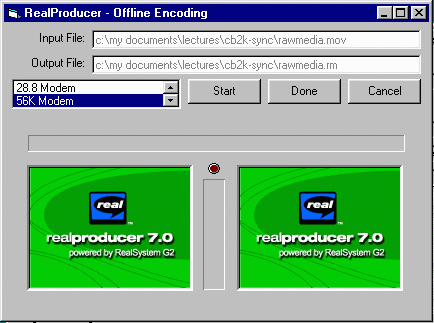 RealProducer - Offline Encoding
Input File: c:\my documents\lectures\cb2k-sync\rawmedia.mov
Output File: c:\my documents\lectures\cb2k-sync\rawmedia.rm
28.8 Modem
56K Modem
Start
Done
Cancel
real
realproducer 7.0
powered by RealSystem G2
real
realproducer 7.0
powered by RealSystem G2